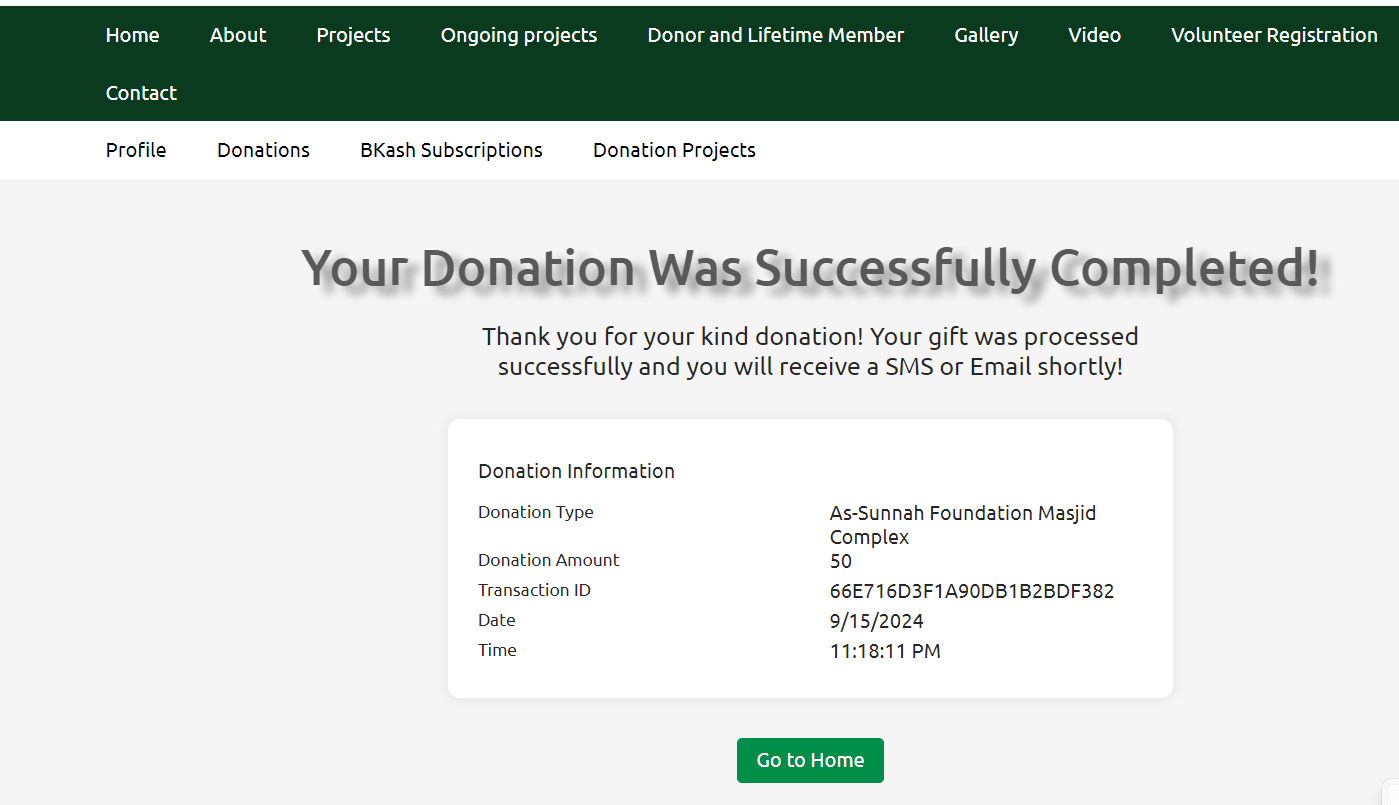 Home About Projects Ongoing projects Donor and Lifetime Member Gallery Video Volunteer Registration
Contact
Profile Donations BKash Subscriptions Donation Projects
Your Donation Was Successfully Completed!
Thank you for your kind donation! Your gift was processed
successfully and you will receive a SMS or Email shortly!
Donation Information
Donation Type As-Sunnah Foundation Masjid
Complex
Donation Amount 50
Transaction ID 66E716D3F1A90DB1B2BDF382
Date 9/15/2024
Time 11:18:11 PM
Go to Home